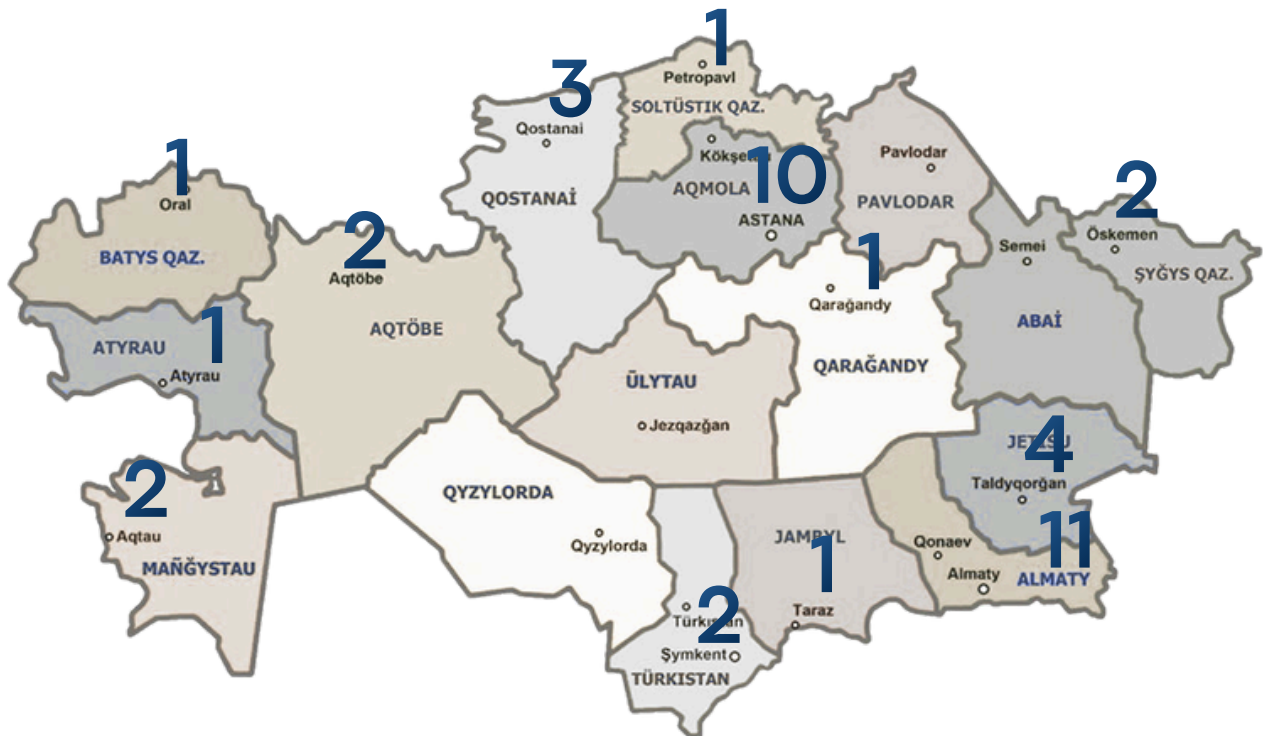 1
Petropavl
SOLTÜSTIK QAZ.
3
Qostanai
QOSTANAİ
Kökşetau
10
AQMOLA
ASTANA
Pavlodar
PAVLODAR
1
Oral
BATYS QAZ.
2
Aqtöbe
AQTÖBE
2
Öskemen
ŞYĞYS QAZ.
Semei
ABAİ
1
Qarağandy
QARAĞANDY
ATYRAU
1
Atyrau
ŪLYTAU
Jezqazğan
JETISU
4
Taldyqorğan
2
Aqtau
MAÑĞYSTAU
QYZYLORDA
Qyzylorda
JAMBYL
1
Taraz
11
Qonaev
Almaty
ALMATY
Türkıstan
2
Şymkent
TÜRKISTAN